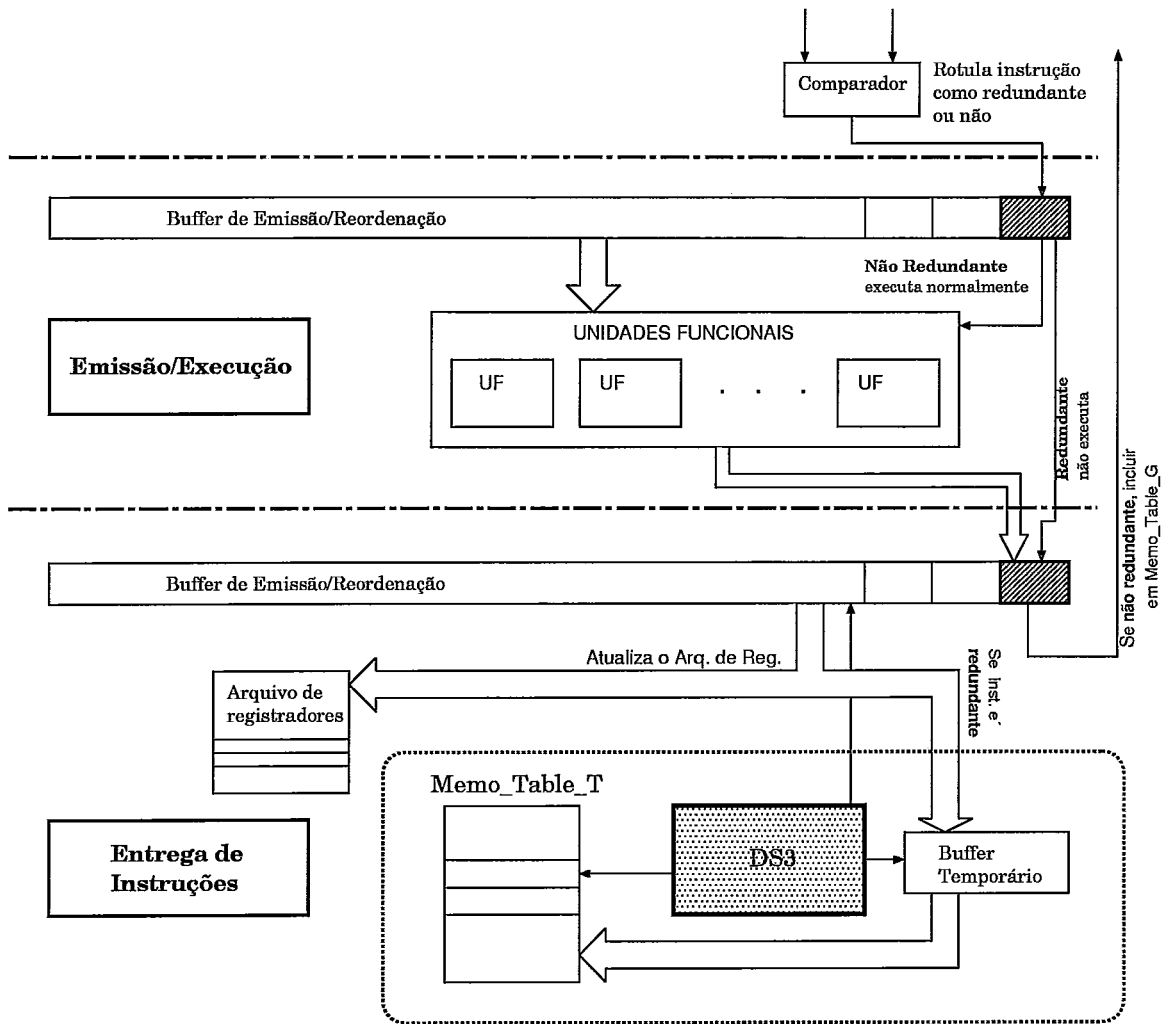 Comparador
Rotula instrução
como redundante
ou não
Buffer de Emissão/Reordenação
Não Redundante
executa normalmente
UNIDADES FUNCIONAIS
Emissão/Execução
UF
UF
. . .
UF
Redundante
não executa
Se não redundante, incluir
em Memo_Table_G
Buffer de Emissão/Reordenação
Atualiza o Arq. de Reg.
Se Inst. e´
redundante
Arquivo de
registradores
Memo_Table_T
DS3
Buffer
Temporário
Entrega de
Instruções